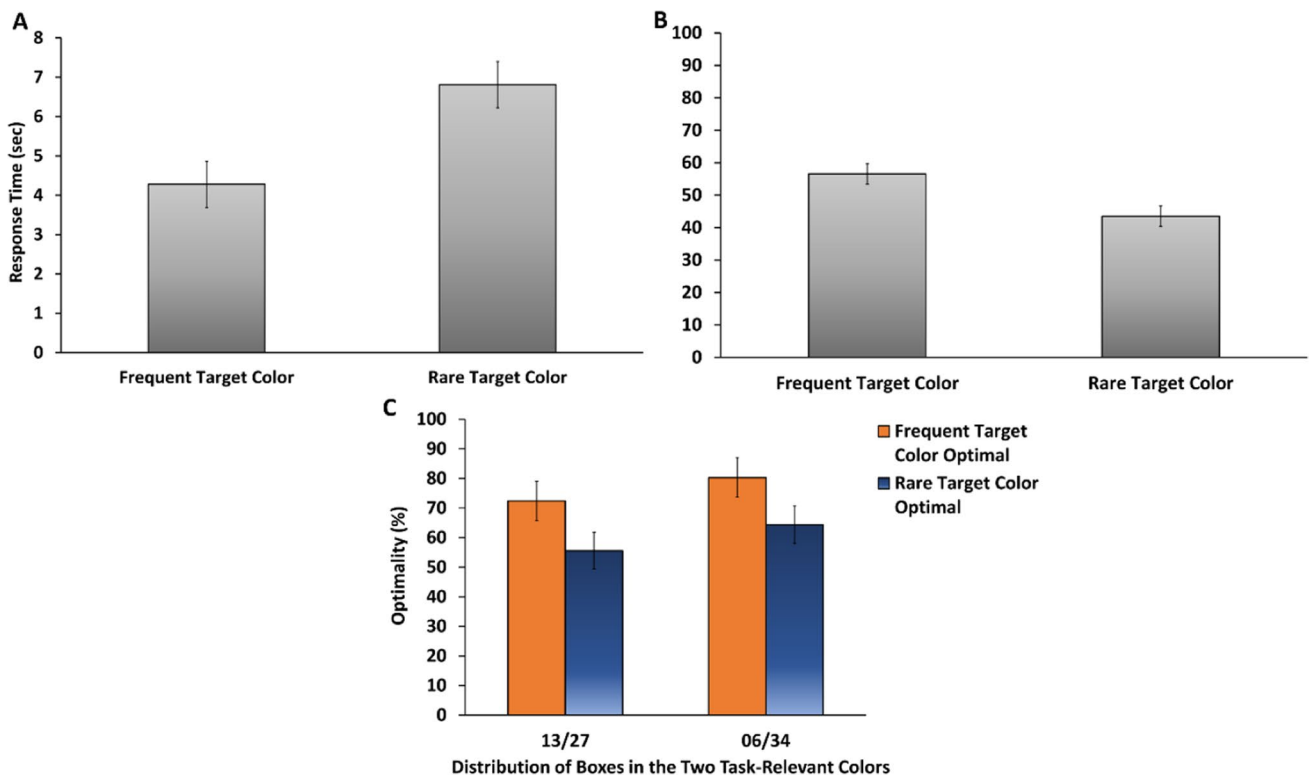 A
8
7
6
5
4
3
2
1
0
Response Time (sec)
Frequent Target Color
Rare Target Color
B
100
90
80
70
60
50
40
30
20
10
0
Frequent Target Color
Rare Target Color
C
100
90
80
70
60
50
40
30
20
10
0
Optimality (%)
13/27
06/34
Distribution of Boxes in the Two Task-Relevant Colors
Frequent Target
Color Optimal
Rare Target Color
Optimal